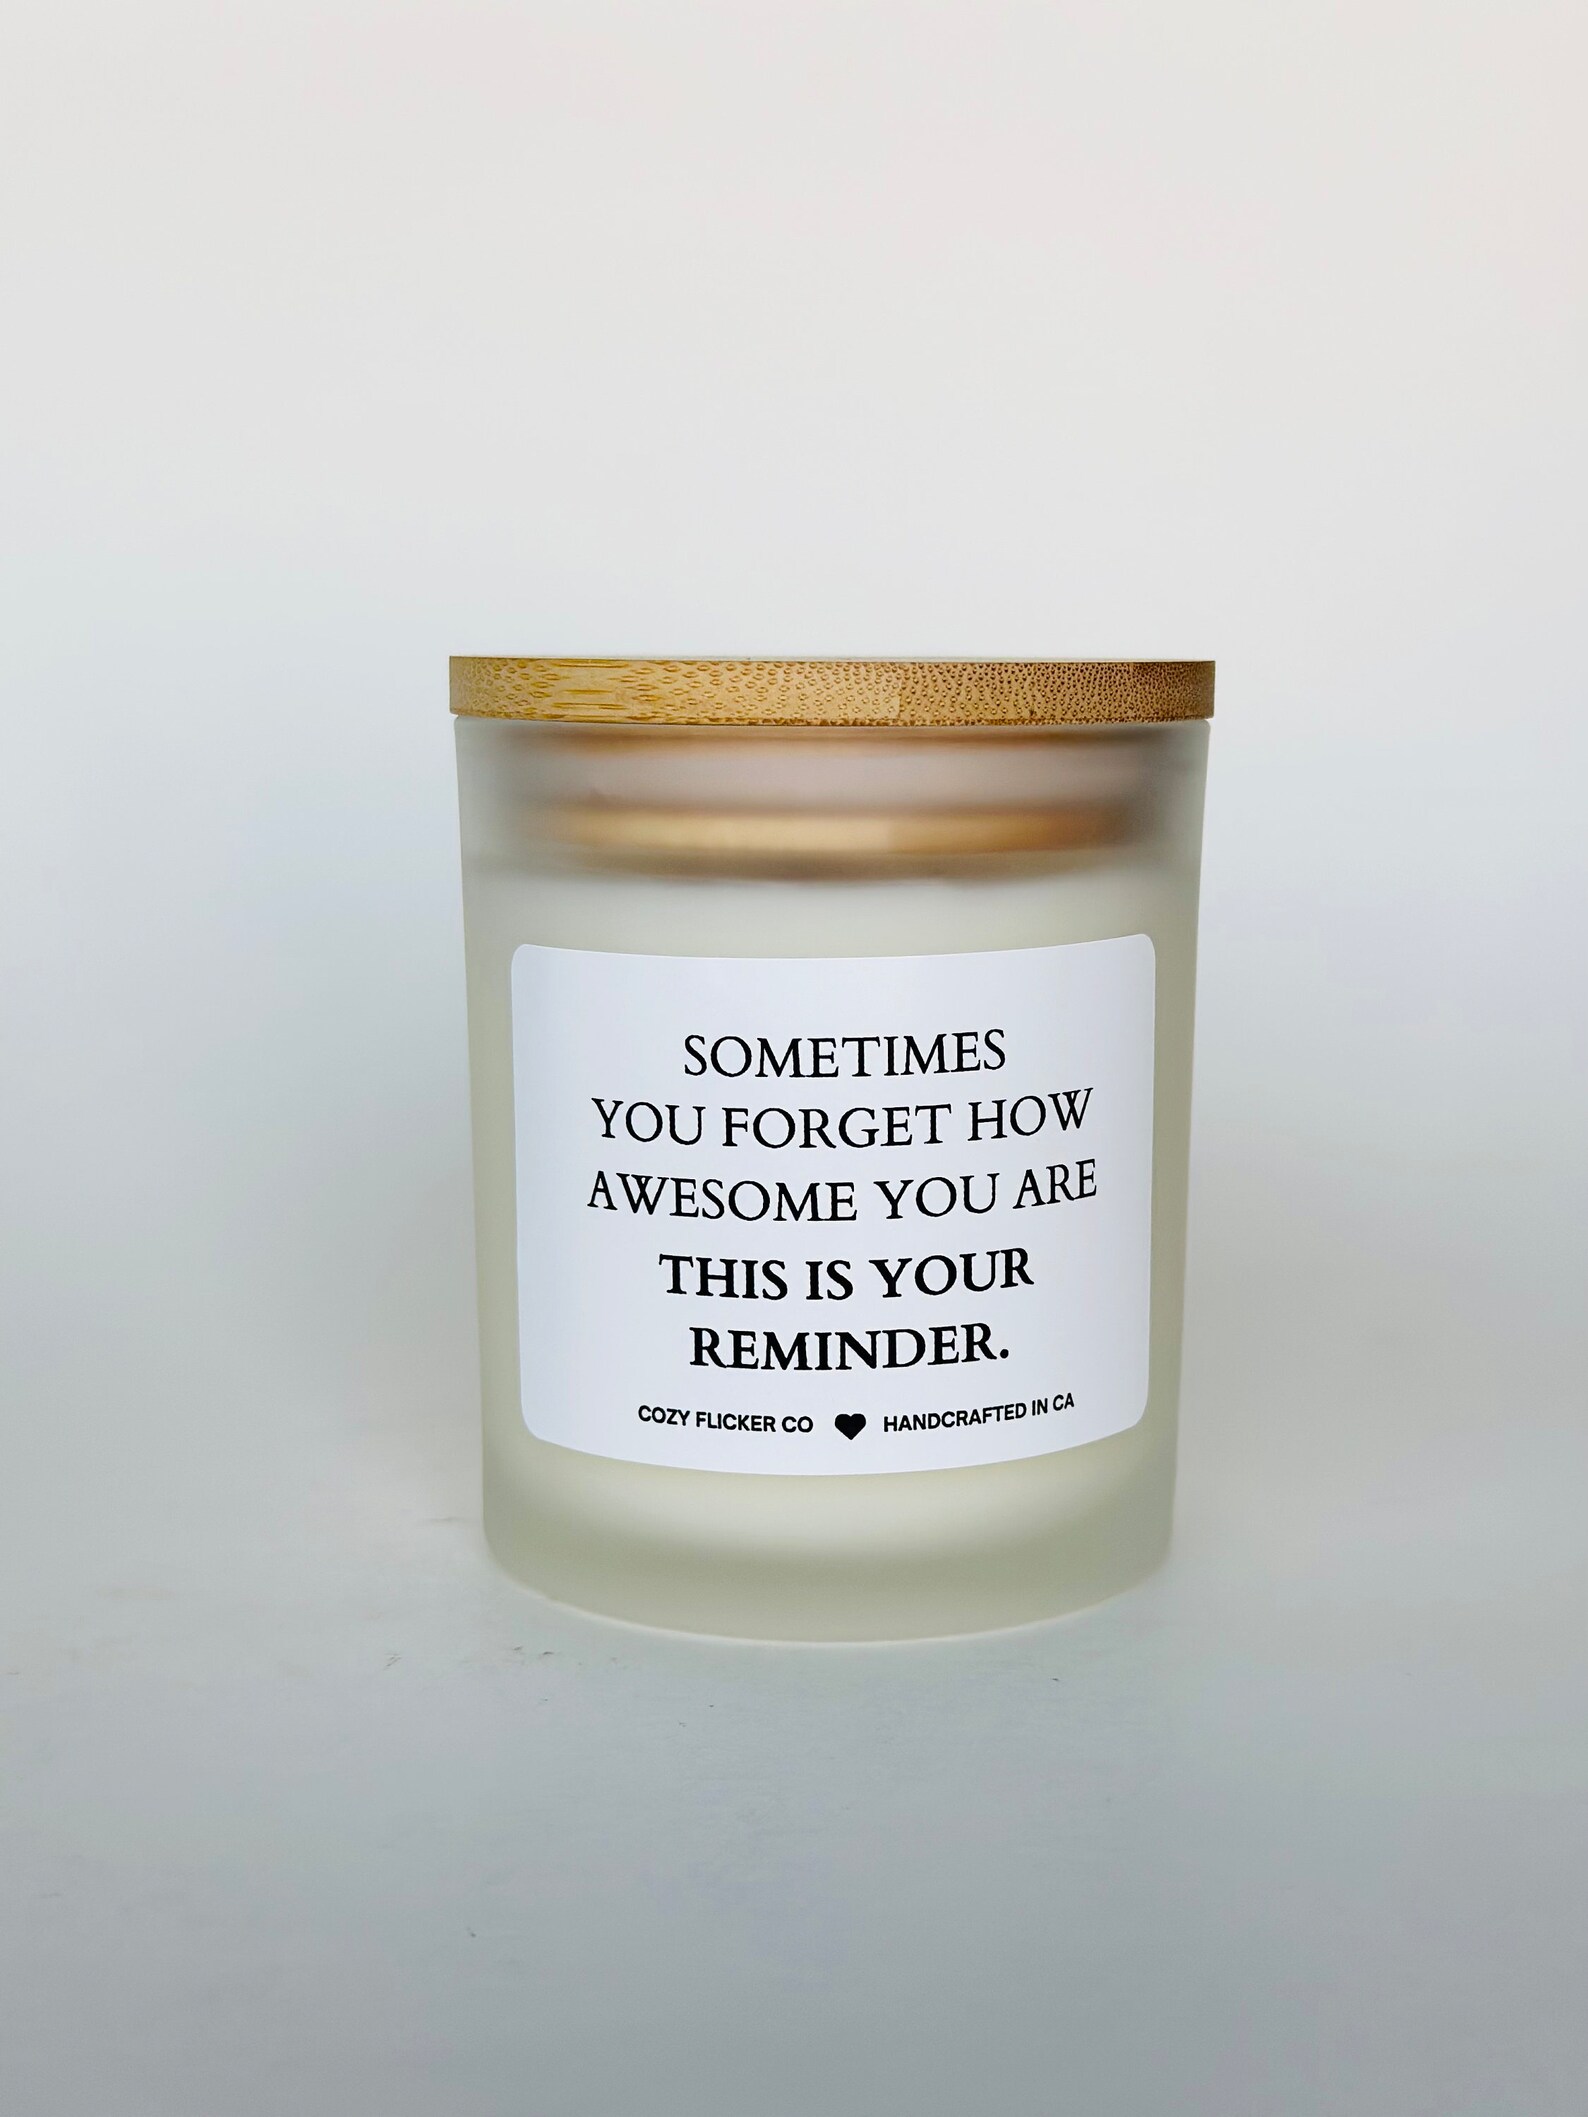 SOMETIMES
YOU FORGET HOW
AWESOME YOU ARE
THIS IS YOUR
REMINDER.
COZY FLICKER CO ♥ HANDCRAFTED IN CA